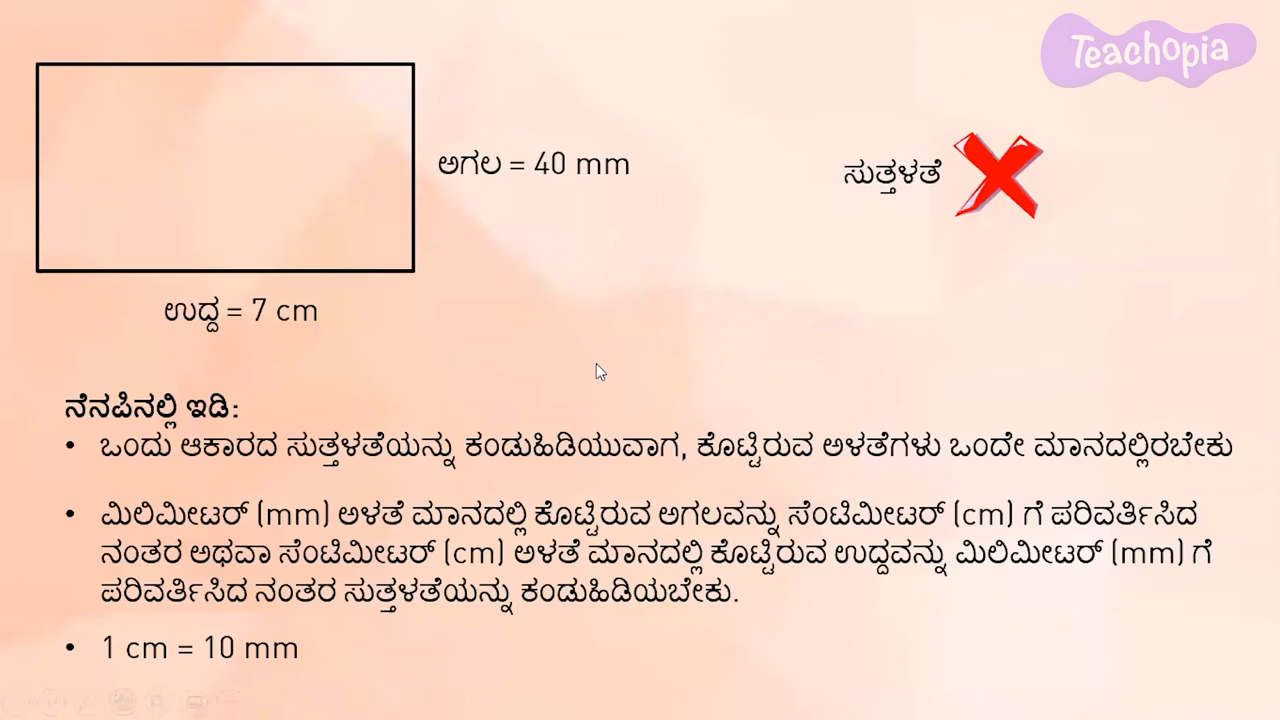 Teachopia
ಅಗಲ = 40 mm
ಸುತ್ತಳತೆ
ಉದ್ದ = 7 cm
ನೆನಪಿನಲ್ಲಿ ಇಡಿ:
• ಒಂದು ಆಕಾರದ ಸುತ್ತಳತೆಯನ್ನು ಕಂಡುಹಿಡಿಯುವಾಗ, ಕೊಟ್ಟಿರುವ ಅಳತೆಗಳು ಒಂದೇ ಮಾನದಲ್ಲಿರಬೇಕು
• ಮಿಲಿಮೀಟರ್ (mm) ಅಳತೆ ಮಾನದಲ್ಲಿ ಕೊಟ್ಟಿರುವ ಅಗಲವನ್ನು ಸೆಂಟಿಮೀಟರ್ (cm) ಗೆ ಪರಿವರ್ತಿಸಿದ
ನಂತರ ಅಥವಾ ಸೆಂಟಿಮೀಟರ್ (cm) ಅಳತೆ ಮಾನದಲ್ಲಿ ಕೊಟ್ಟಿರುವ ಉದ್ದವನ್ನು ಮಿಲಿಮೀಟರ್ (mm) ಗೆ
ಪರಿವರ್ತಿಸಿದ ನಂತರ ಸುತ್ತಳತೆಯನ್ನು ಕಂಡುಹಿಡಿಯಬೇಕು.
• 1 cm = 10 mm